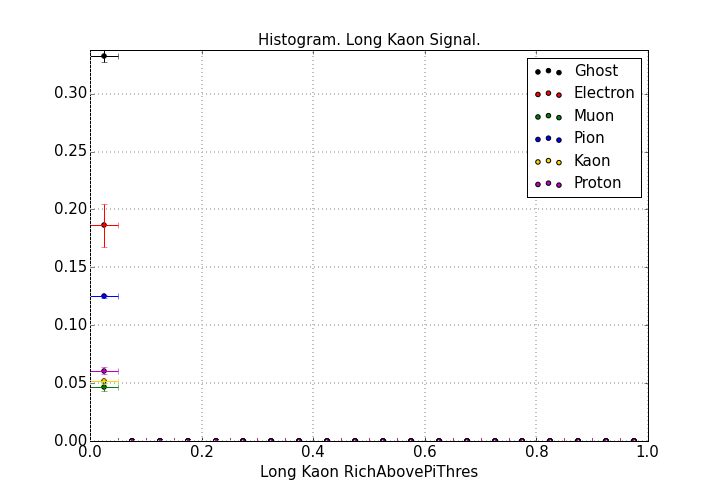 Histogram. Long Kaon Signal.
Ghost
Electron
Muon
Pion
Kaon
Proton
0.30
0.25
0.20
0.15
0.10
0.05
0.00
0.0 0.2 0.4 0.6 0.8 1.0
Long Kaon RichAbovePiThres